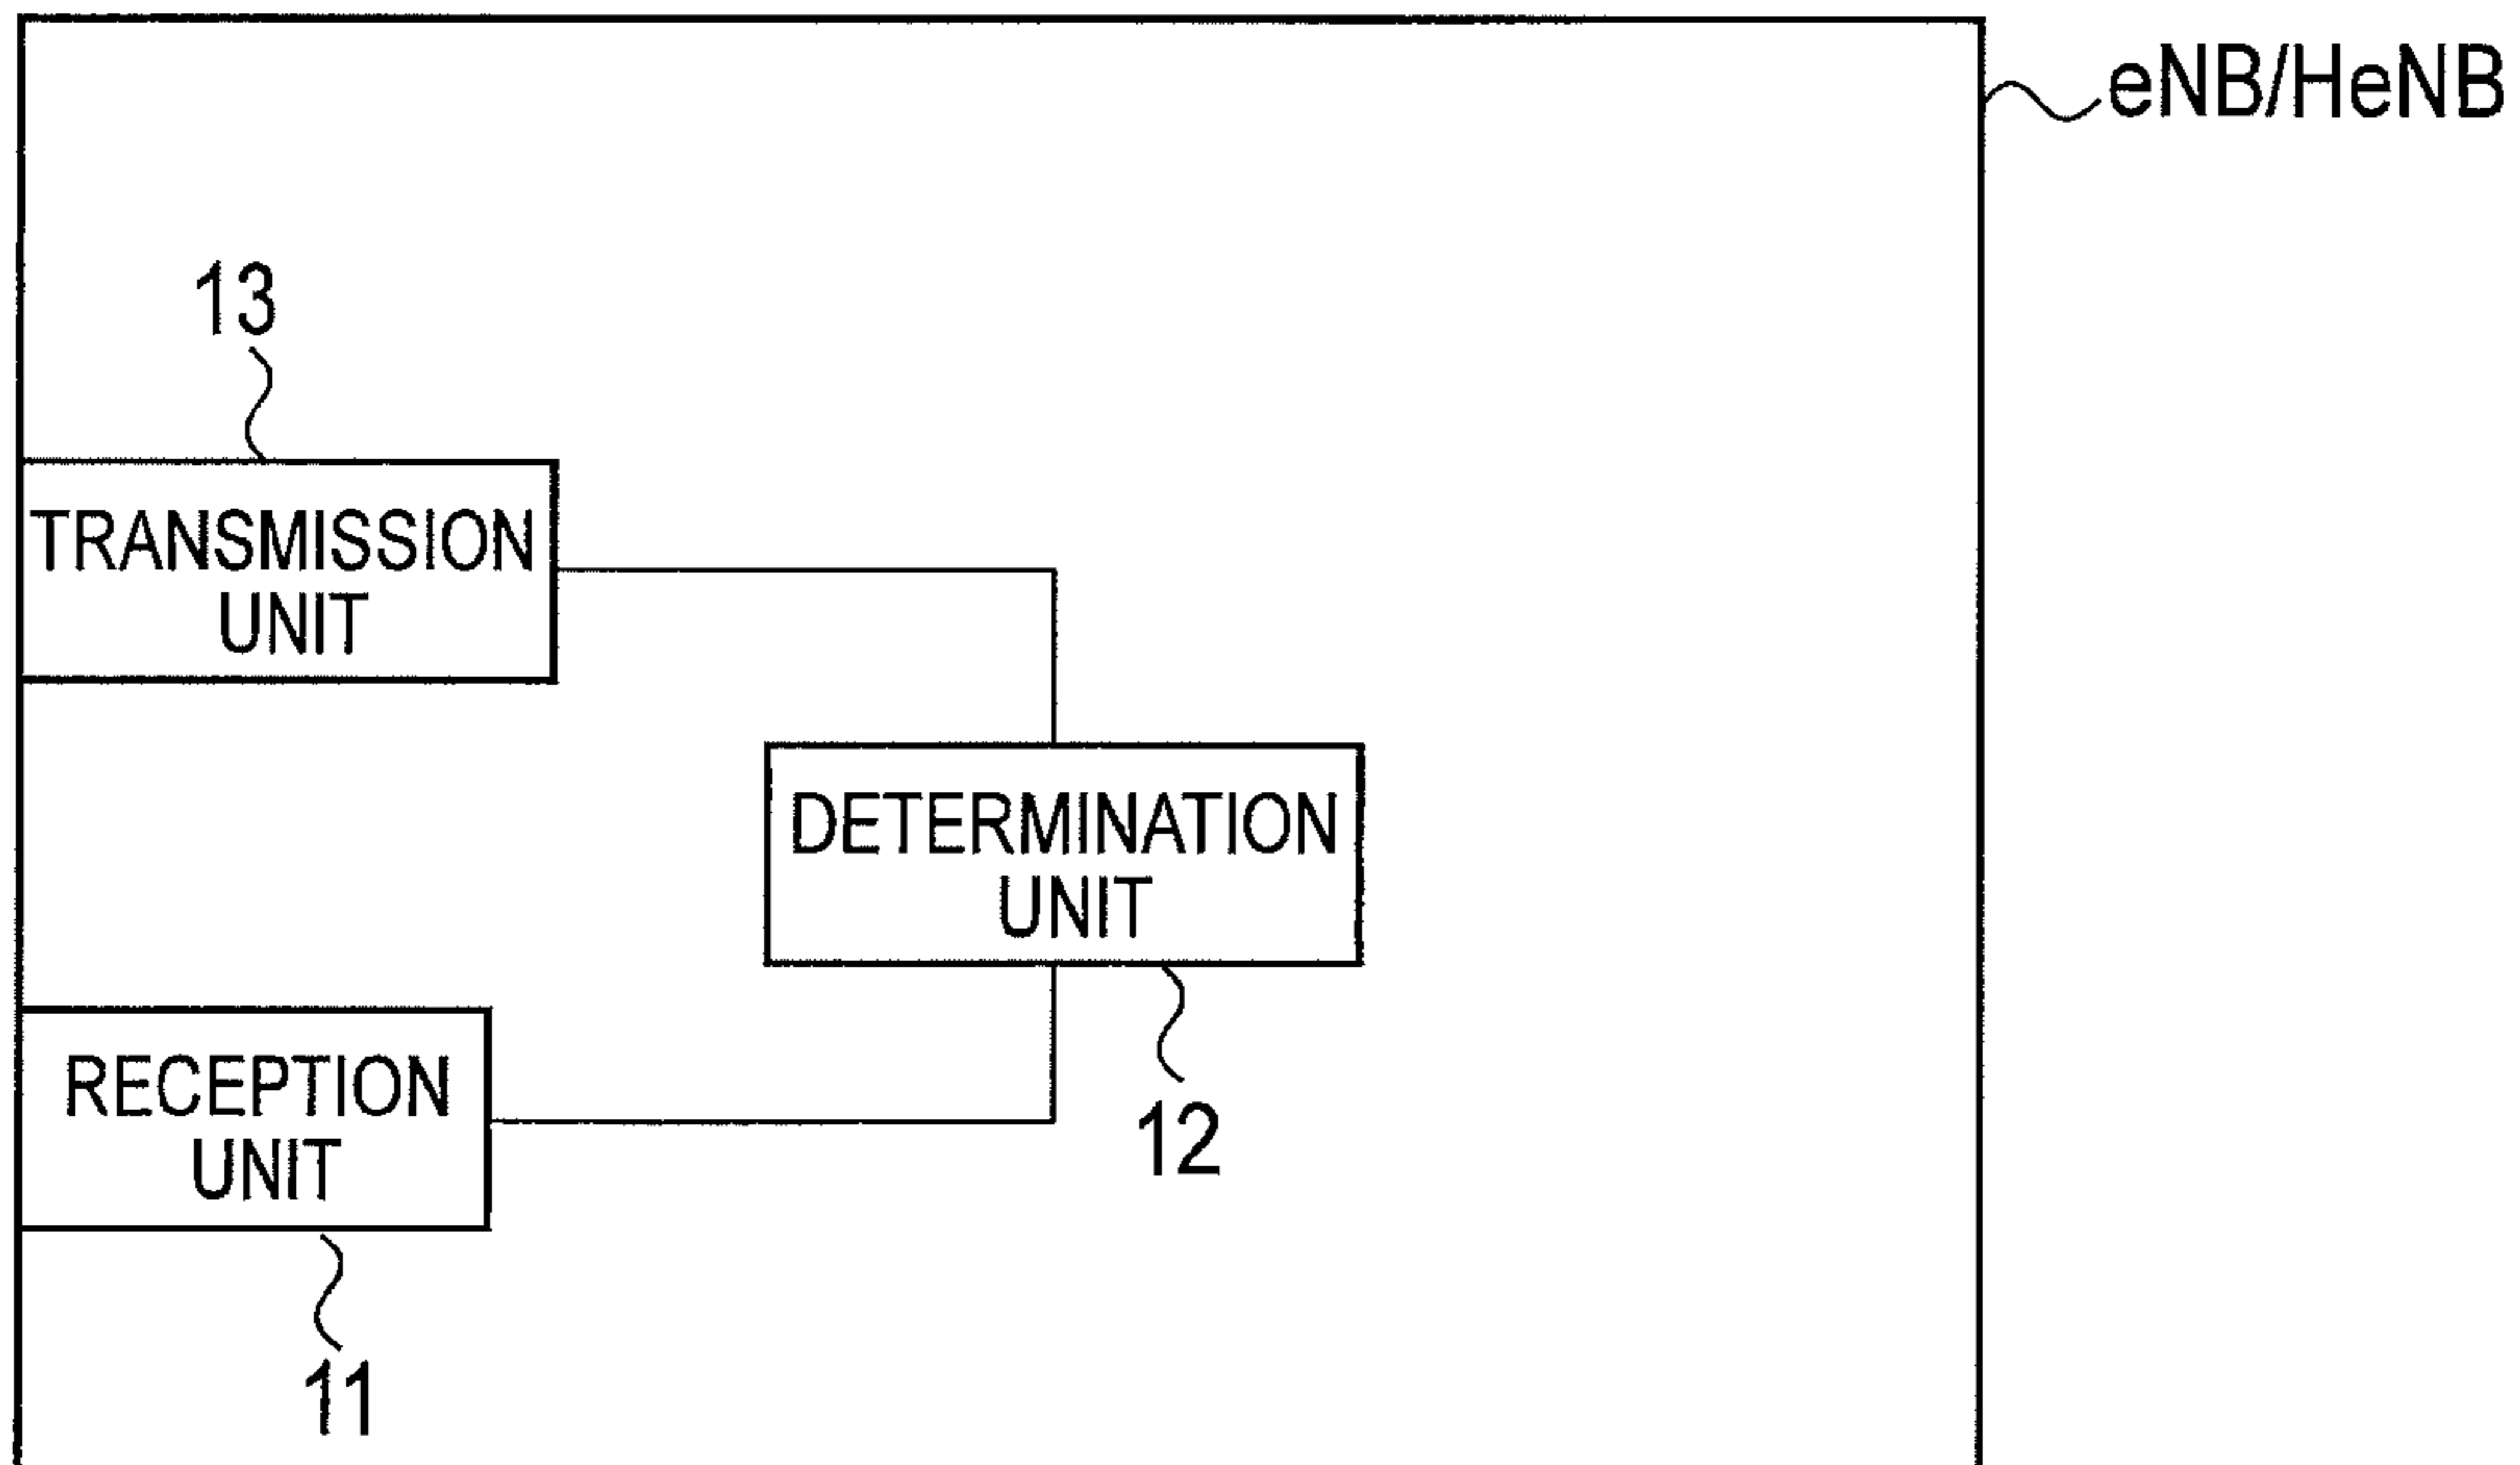 eNB/HeNB
13
TRANSMISSION
UNIT
DETERMINATION
UNIT
12
RECEPTION
UNIT
11